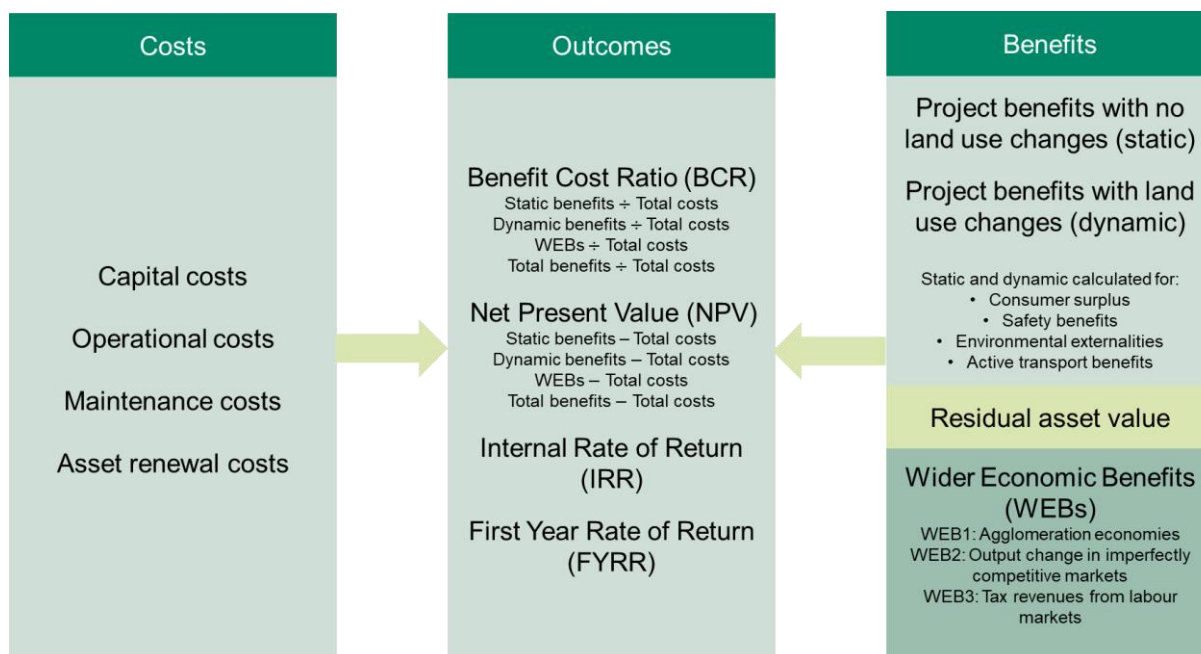 Costs
Capital costs
Operational costs
Maintenance costs
Asset renewal costs
Outcomes
Benefit Cost Ratio (BCR)
Static benefits ÷ Total costs
Dynamic benefits ÷ Total costs
WEBs ÷ Total costs
Total benefits ÷ Total costs
Net Present Value (NPV)
Static benefits – Total costs
Dynamic benefits – Total costs
WEBs – Total costs
Total benefits – Total costs
Internal Rate of Return
(IRR)
First Year Rate of Return
(FYRR)
Benefits
Project benefits with no
land use changes (static)
Project benefits with land
use changes (dynamic)
Static and dynamic calculated for:
• Consumer surplus
• Safety benefits
• Environmental externalities
• Active transport benefits
Residual asset value
Wider Economic Benefits
(WEBs)
WEB1: Agglomeration economies
WEB2: Output change in imperfectly
competitive markets
WEB3: Tax revenues from labour
markets